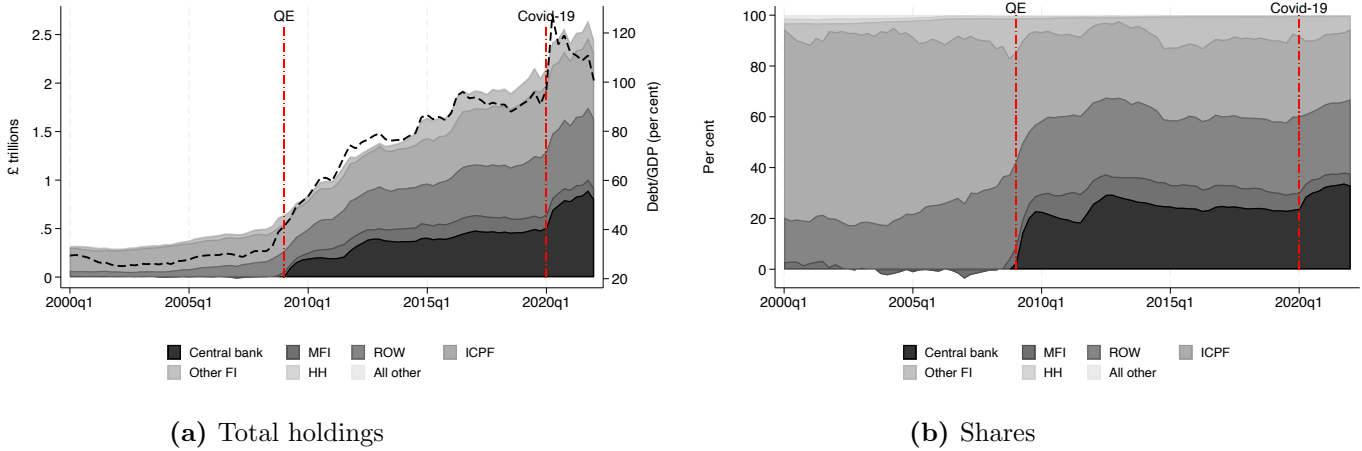 QE
Covid-19
2.5
2
1.5
1
.5
0
£ trillions
120
100
80
60
40
20
Debt/GDP (per cent)
2000q1 2005q1 2010q1 2015q1 2020q1
Central bank MFI ROW ICPF
Other FI HH All other
(a) Total holdings
QE
Covid-19
100
80
60
40
20
0
Per cent
2000q1 2005q1 2010q1 2015q1 2020q1
Central bank MFI ROW ICPF
Other FI HH All other
(b) Shares